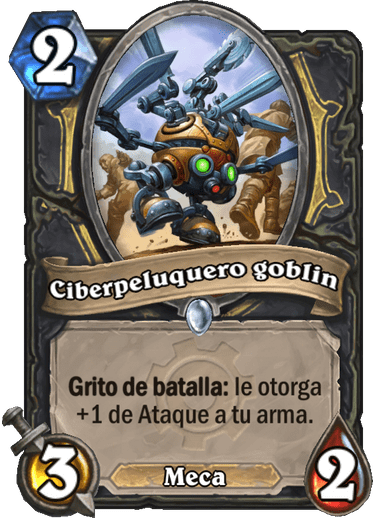 2
Ciberpeluquero goblin
Grito de batalla: le otorga
+1 de Ataque a tu arma.
3
Meca
2